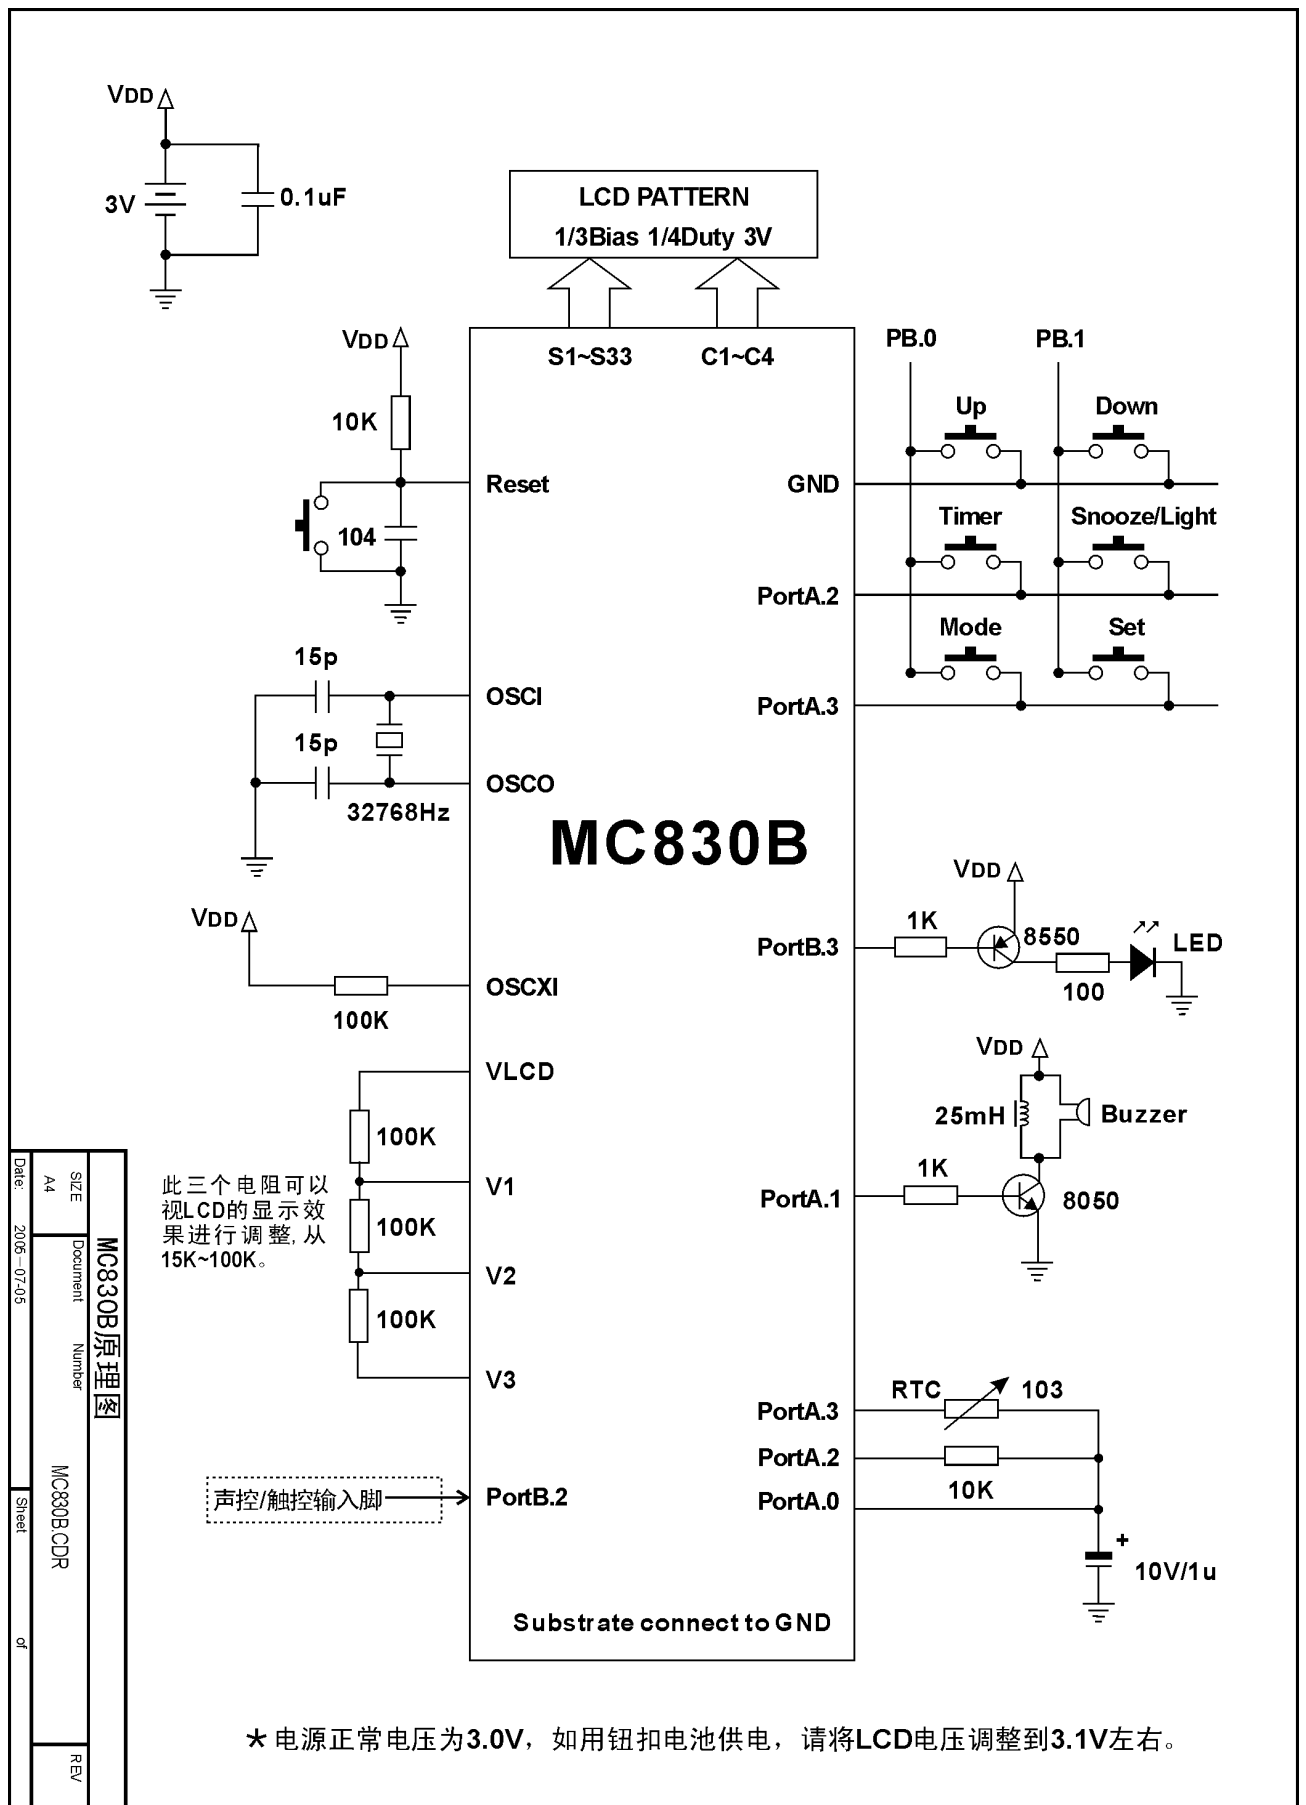 VDD
3V
0.1uF
LCD PATTERN
1/3Bias 1/4Duty 3V
S1~S33
C1~C4
PB.0
PB.1
VDD
10K
Reset
104
Up
Down
GND
Timer
Snooze/Light
PortA.2
Mode
Set
PortA.3
15p
OSCI
15p
OSCO
32768Hz
MC830B
VDD
OSCXI
100K
VDD
1K
8550
LED
PortB.3
100
VLCD
100K
V1
100K
V2
100K
V3
此三个电阻可以
视LCD的显示效
果进行调整,从
15K~100K。
VDD
25mH
Buzzer
1K
PortA.1
8050
RTC
103
PortA.3
PortA.2
10K
PortA.0
+
10V/1u
声控/触控输入脚
PortB.2
Substrate connect to GND
＊电源正常电压为3.0V，如用钮扣电池供电，请将LCD电压调整到3.1V左右。
MC830B原理图
SIZE
A4
Document Number
MC830B.CDR
REV
Date: 2005－07-05
Sheet of